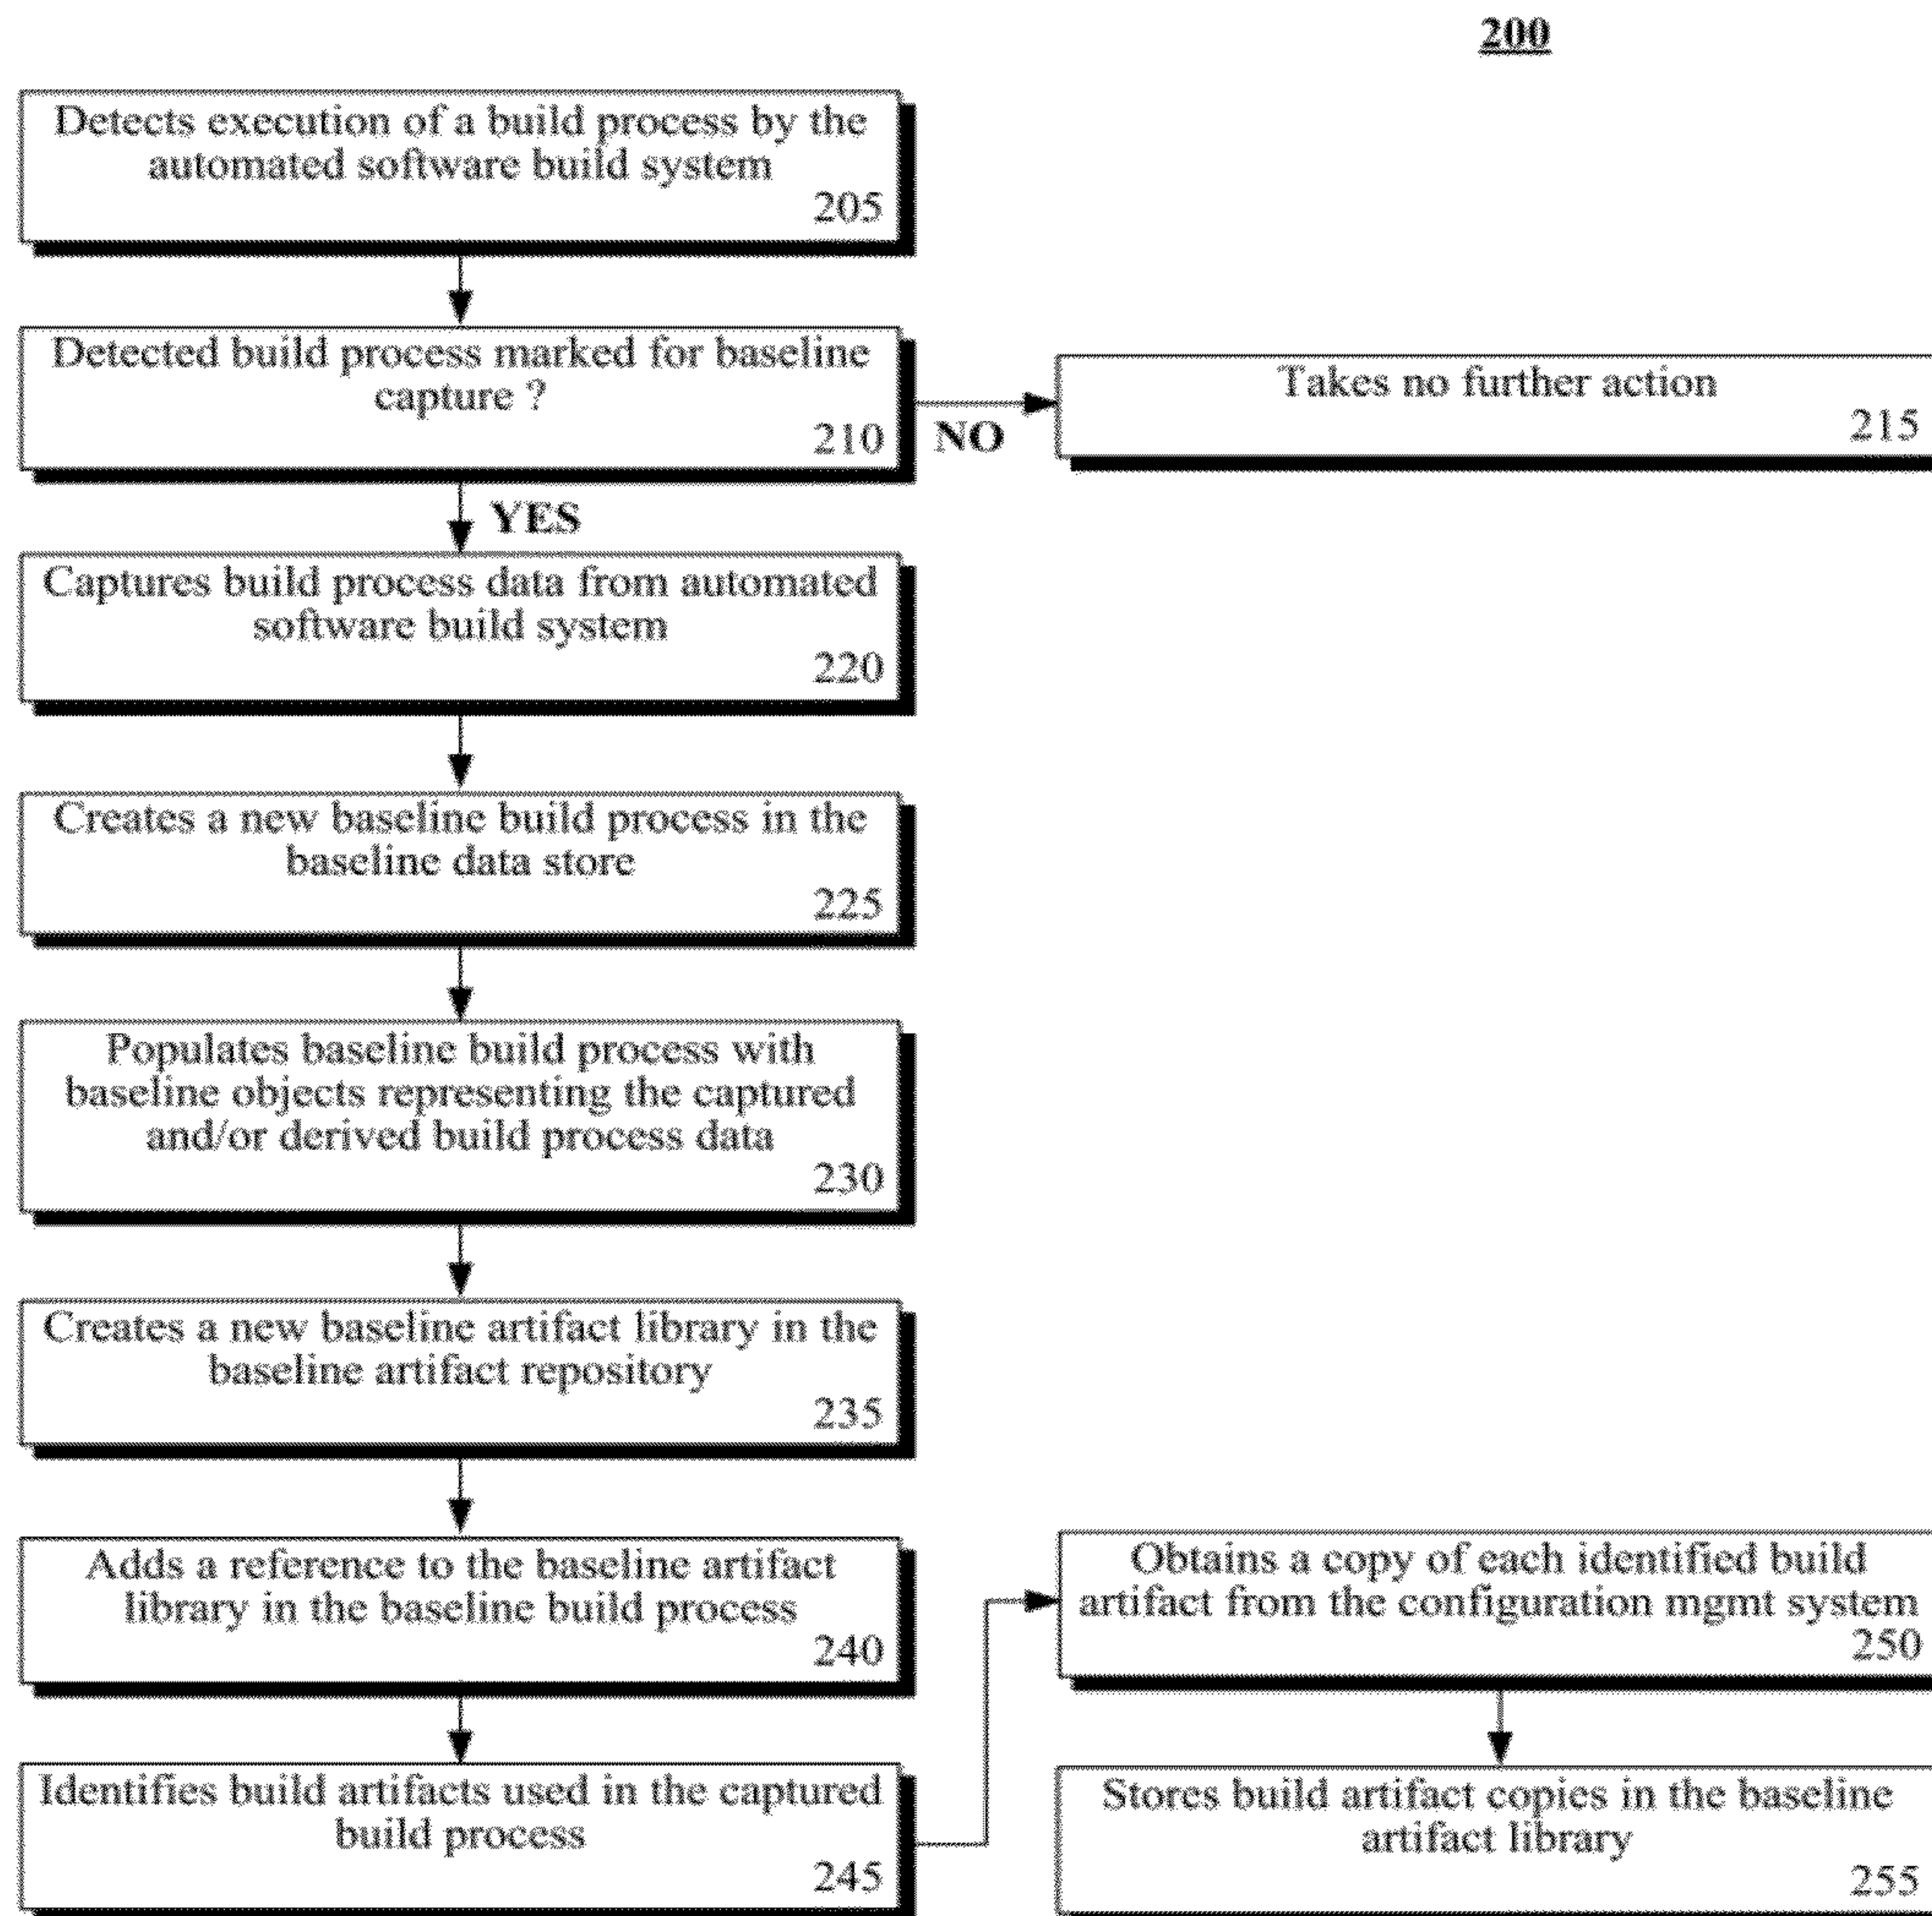 200
Detects execution of a build process by the
automated software build system
205
Detected build process marked for baseline
capture ?
210
NO
Takes no further action
215
YES
Captures build process data from automated
software build system
220
Creates a new baseline build process in the
baseline data store
225
Populates baseline build process with
baseline objects representing the captured
and/or derived build process data
230
Creates a new baseline artifact library in the
baseline artifact repository
235
Adds a reference to the baseline artifact
library in the baseline build process
240
Identifies build artifacts used in the captured
build process
245
Obtains a copy of each identified build
artifact from the configuration mgmt system
250
Stores build artifact copies in the baseline
artifact library
255